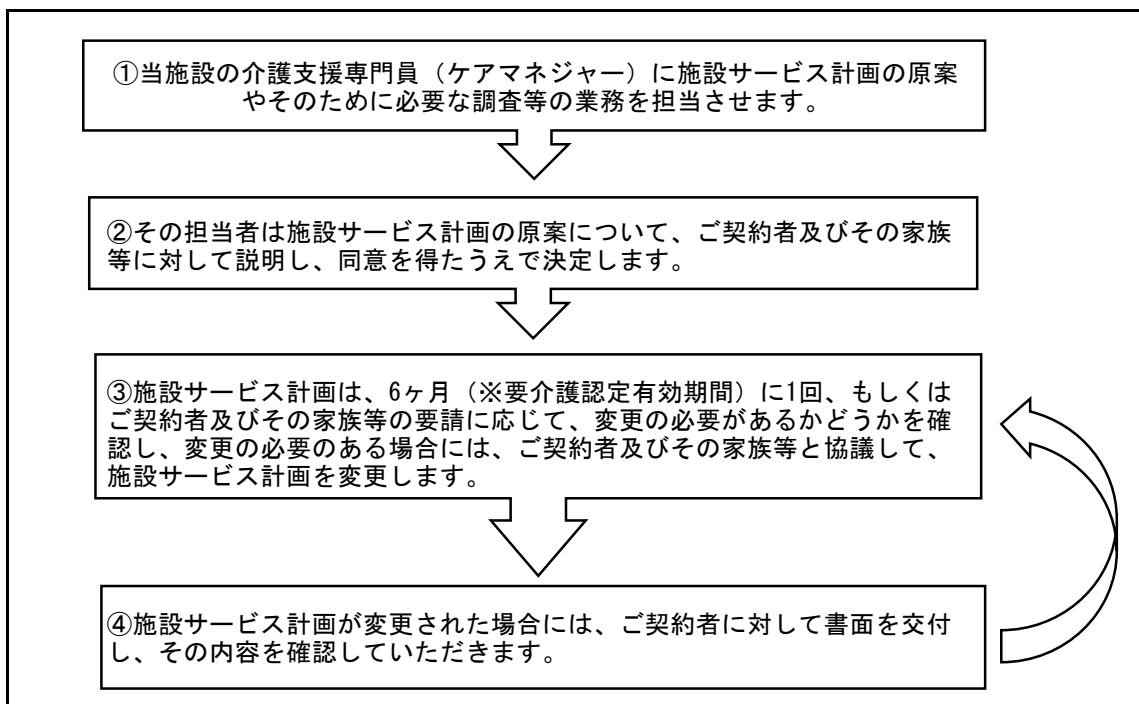 ①当施設の介護支援専門員（ケアマネジャー）に施設サービス計画の原案
やそのために必要な調査等の業務を担当させます。
②その担当者は施設サービス計画の原案について、ご契約者及びその家族
等に対して説明し、同意を得たうえで決定します。
③施設サービス計画は、6ヶ月（※要介護認定有効期間）に1回、もしくは
ご契約者及びその家族等の要請に応じて、変更の必要があるかどうかを確
認し、変更の必要のある場合には、ご契約者及びその家族等と協議して、
施設サービス計画を変更します。
④施設サービス計画が変更された場合には、ご契約者に対して書面を交付
し、その内容を確認していただきます。